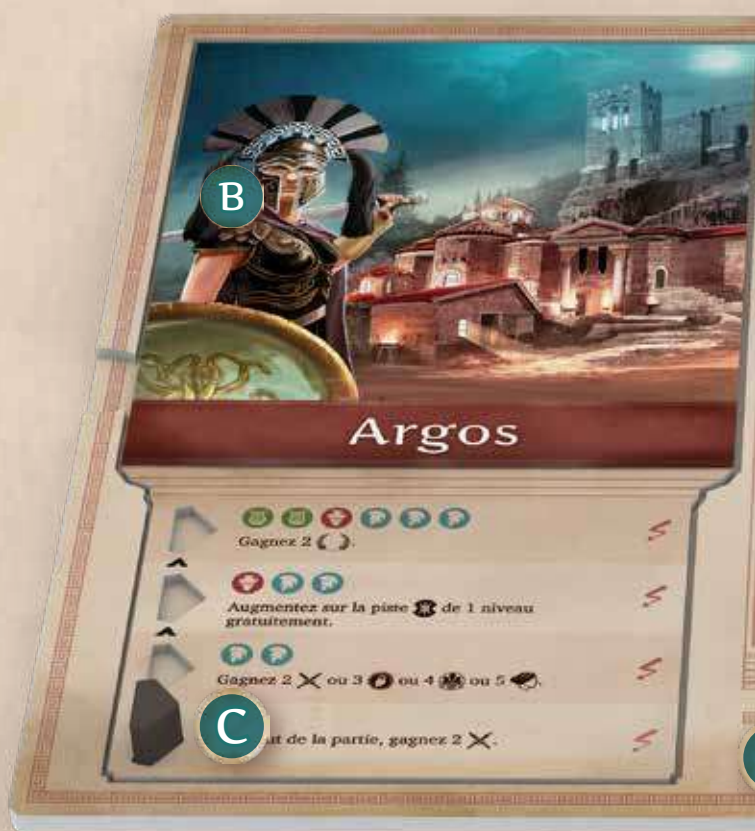 B
Argos
Gagnez 2 .
Augmentez sur la piste de 1 niveau
gratuitement.
Gagnez 2 ou 3 ou 4 ou 5 .
C
ut de la partie, gagnez 2 .